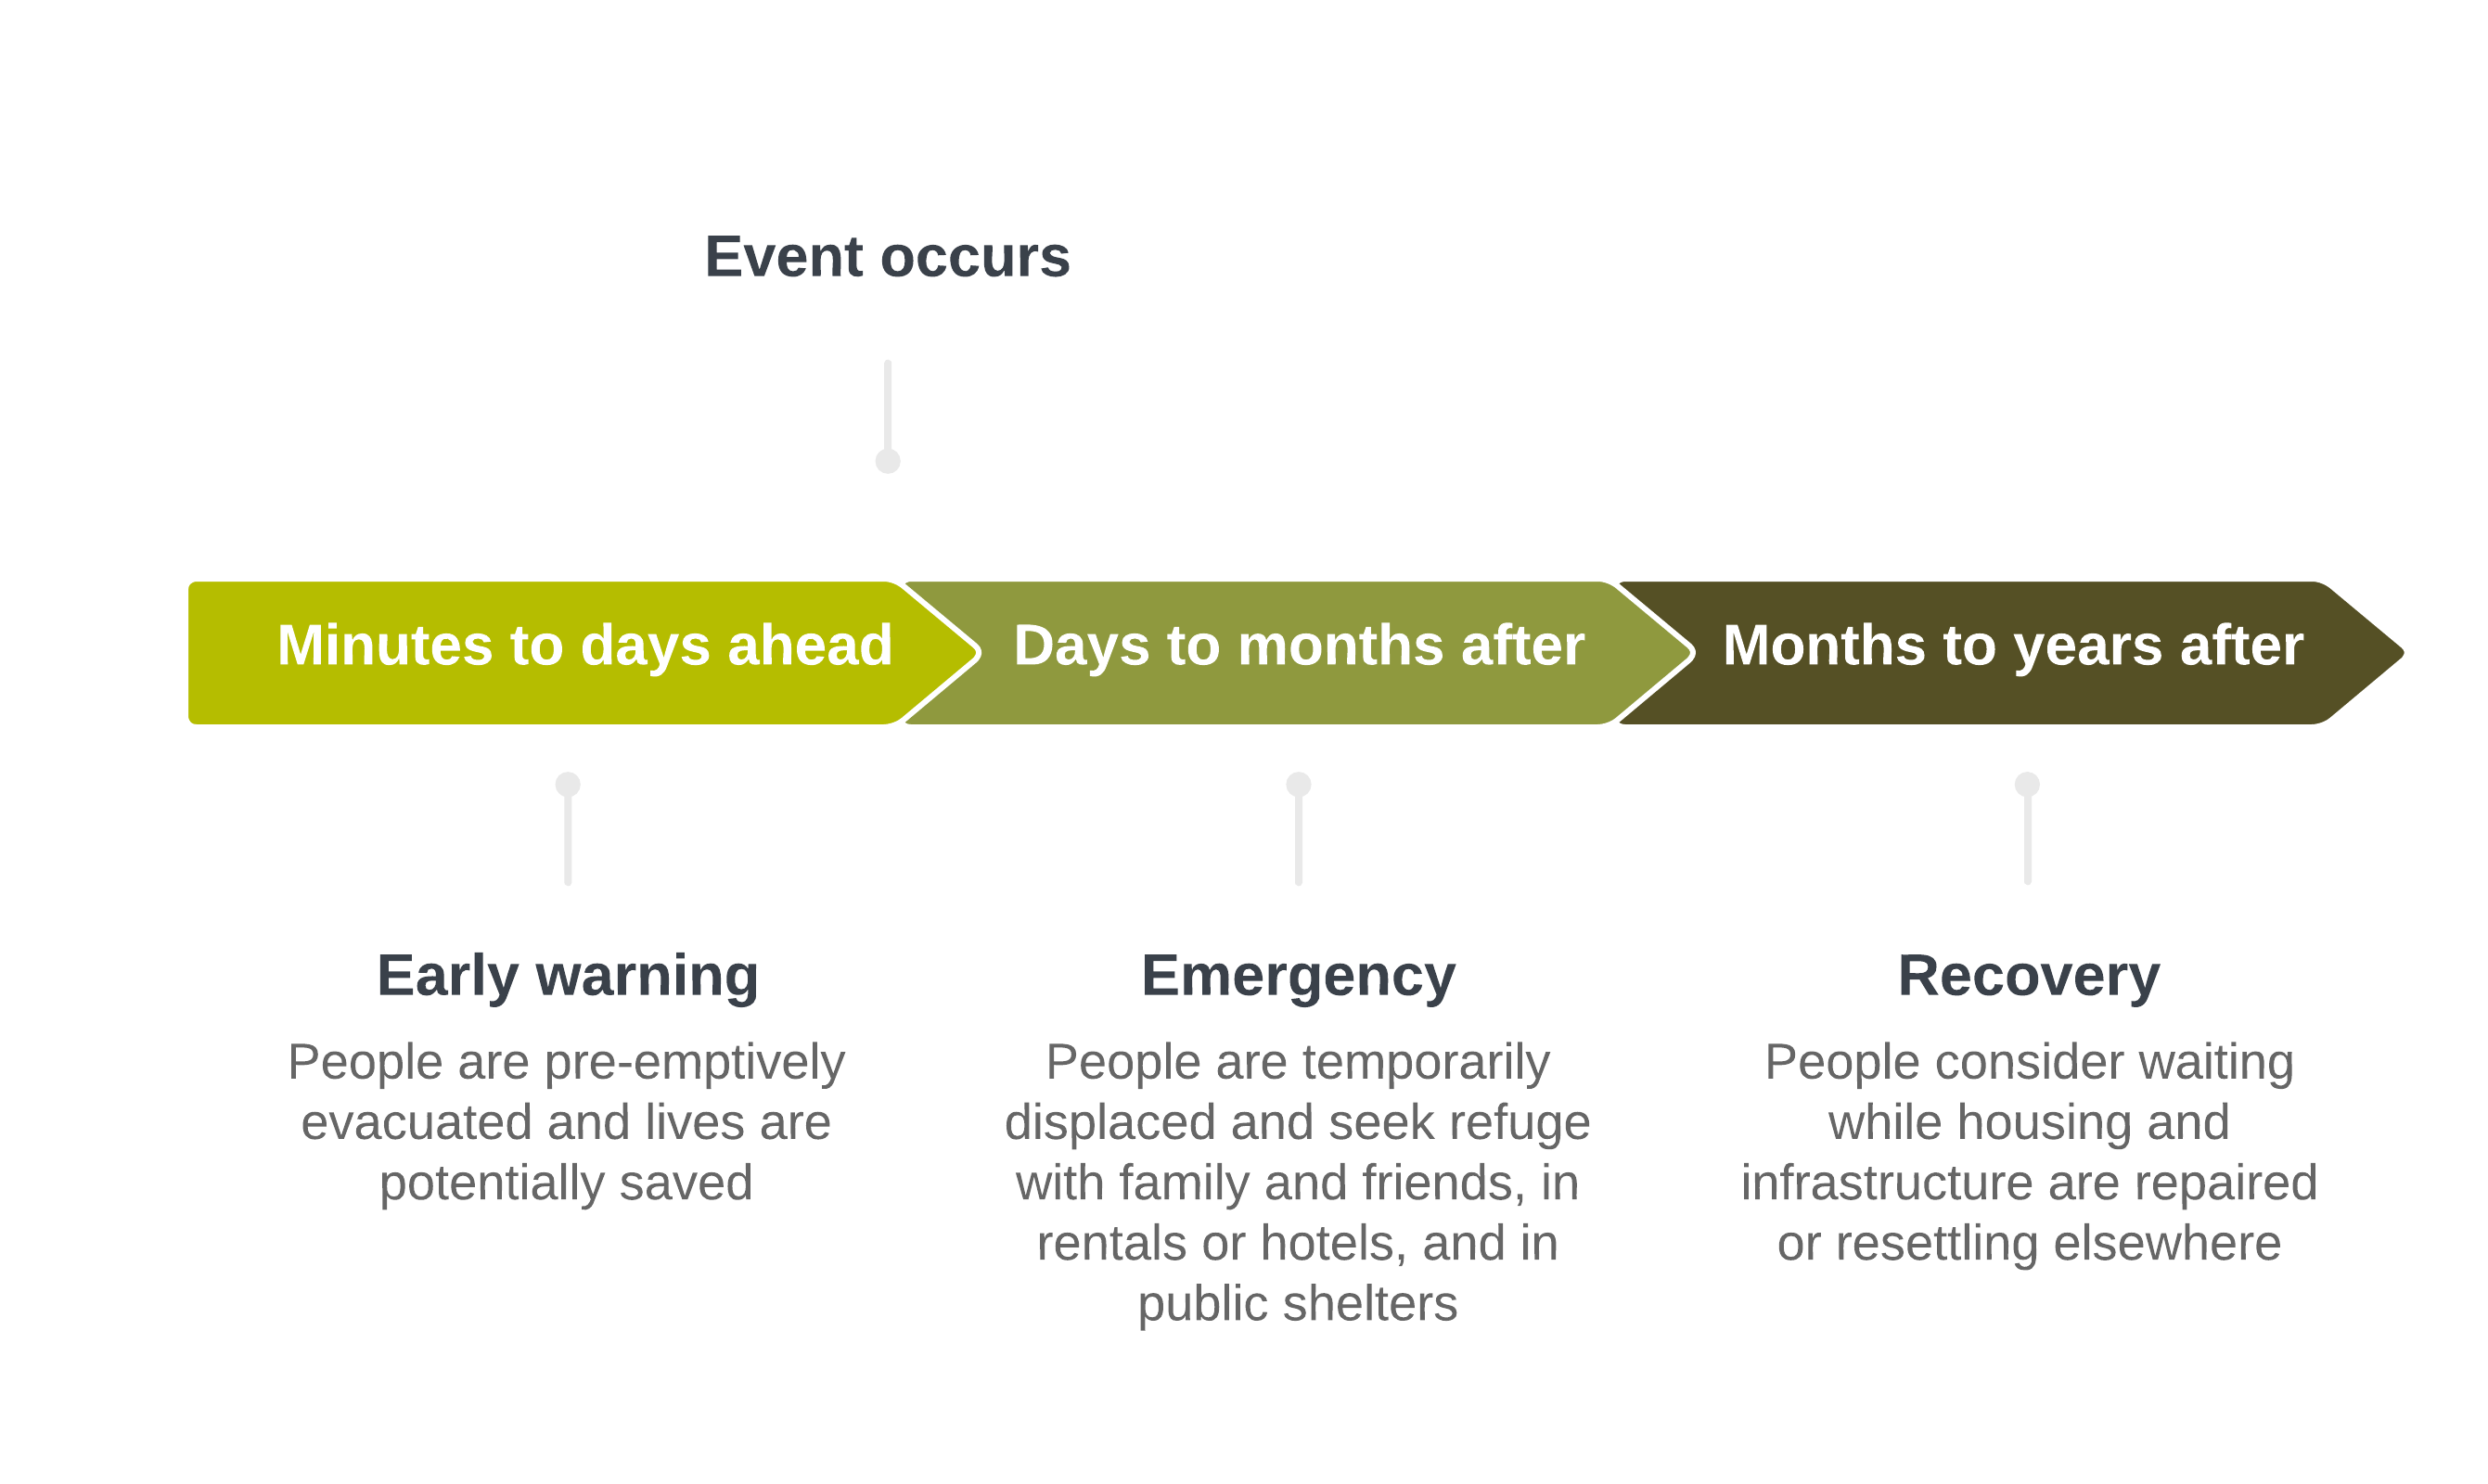 Event occurs
Minutes to days ahead
Days to months after
Months to years after
Early warning
People are pre-emptively
evacuated and lives are
potentially saved
Emergency
People are temporarily
displaced and seek refuge
with family and friends, in
rentals or hotels, and in
public shelters
Recovery
People consider waiting
while housing and
infrastructure are repaired
or resettling elsewhere